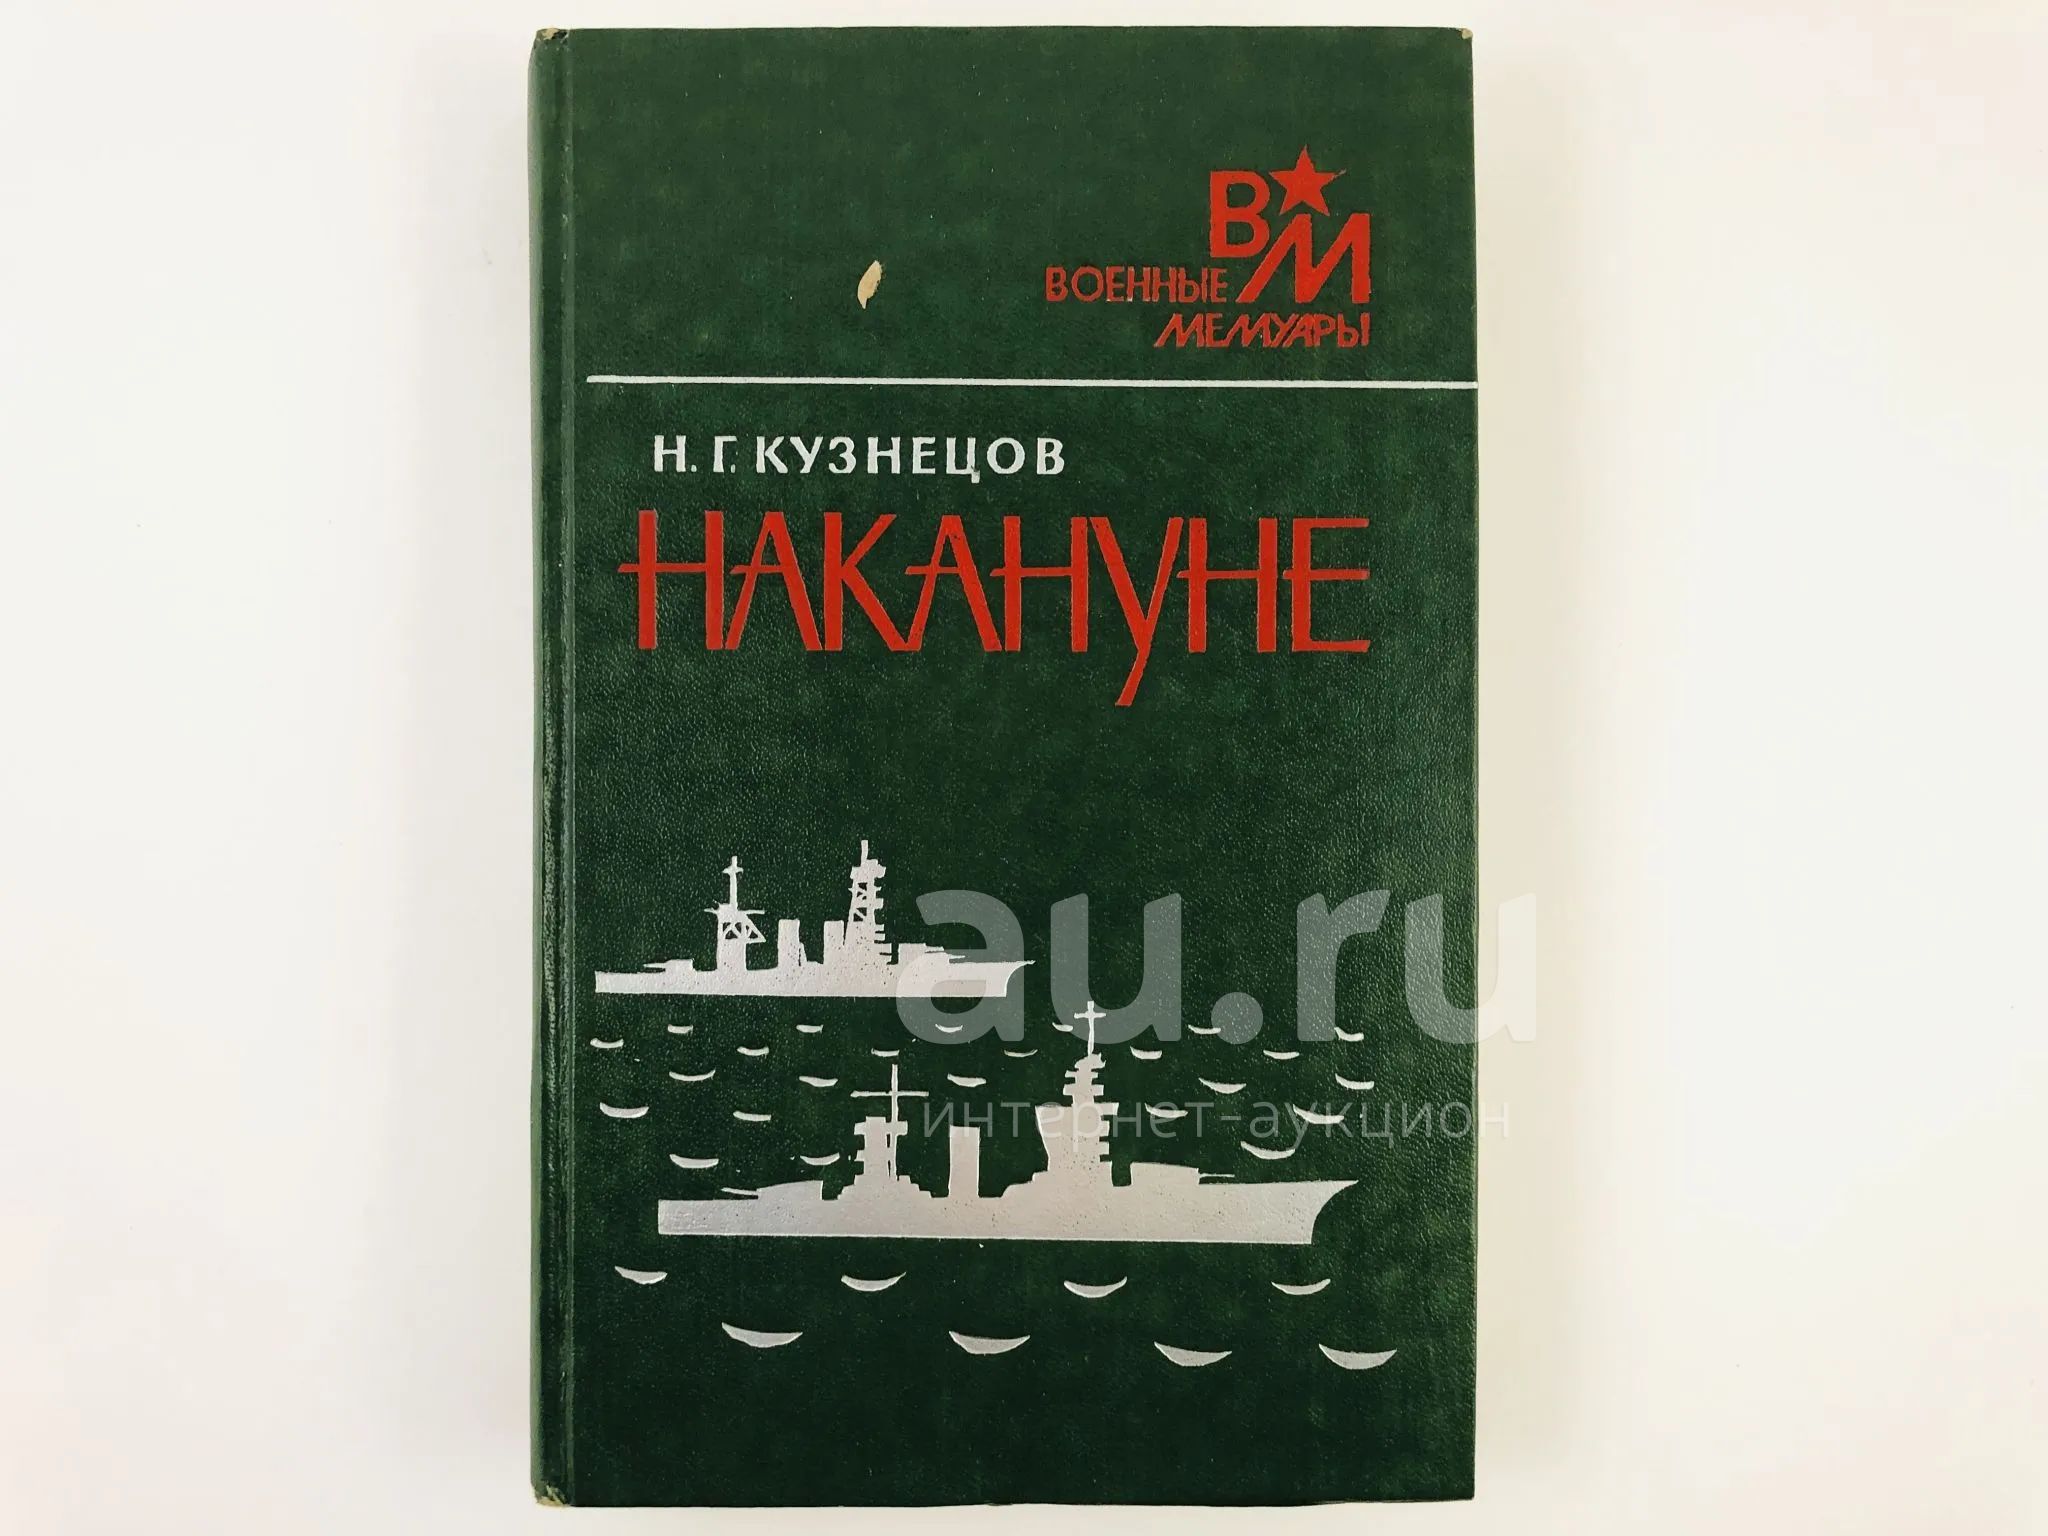 ВМ
ВОЕННЫЕ
МЕМУАРЫ
Н. Г. КУЗНЕЦОВ
НАКАНУНЕ
au.ru
интернет-аукцион